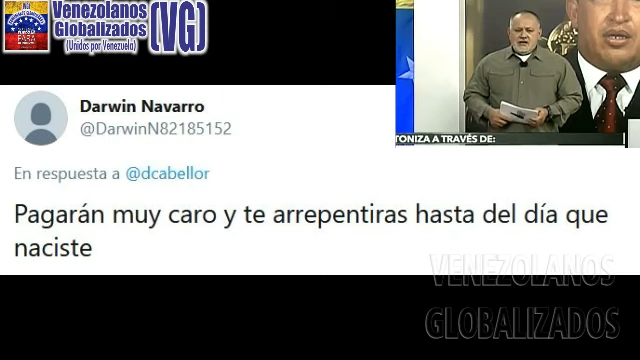 Venezolanos
Globalizados
(Unidos por Venezuela)
(VG)
TONIZA A TRAVÉS DE:
Darwin Navarro
@DarwinN82185152
En respuesta a @dcabellor
Pagarán muy caro y te arrepentiras hasta del día que
naciste
VENEZOLANOS
GLOBALIZADOS